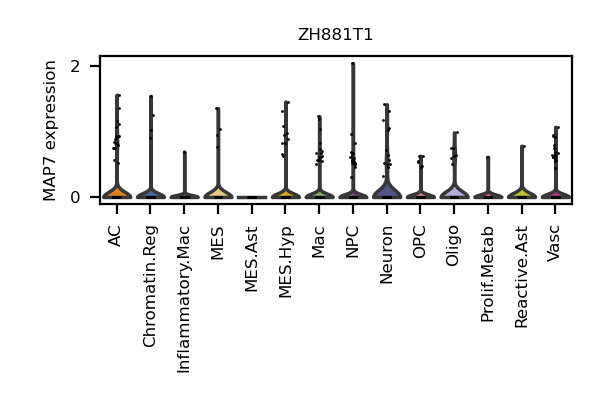 ZH881T1
MAP7 expression
2
0
AC
Chromatin.Reg
Inflammatory.Mac
MES
MES.Ast
MES.Hyp
Mac
NPC
Neuron
OPC
Oligo
Prolif.Metab
Reactive.Ast
Vasc